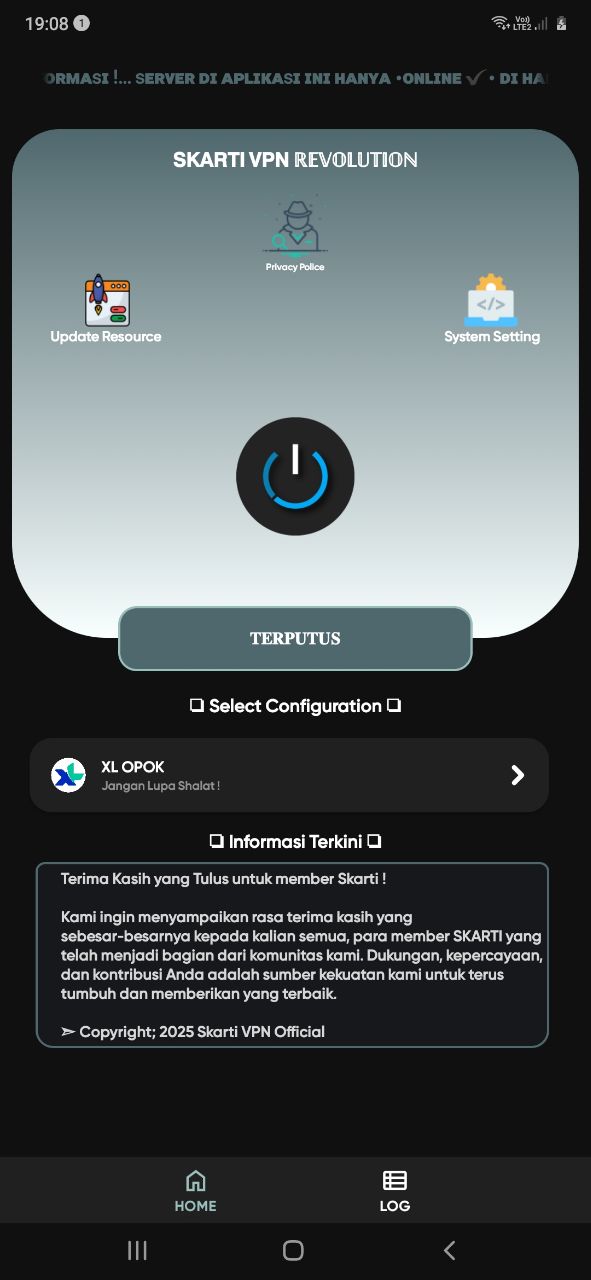 19:08 1
Vo)) LTE2
ORMASI !... SERVER DI APLIKASI INI HANYA •ONLINE ✔• DI HA
SKARTI VPN ℝ𝔼𝕍𝕆𝕃𝕌𝕋𝕀𝕆ℕ
Privacy Police
Update Resource
System Setting
TERPUTUS
❏ Select Configuration ❏
XL OPOK
Jangan Lupa Shalat !
❏ Informasi Terkini ❏
Terima Kasih yang Tulus untuk member Skarti !
Kami ingin menyampaikan rasa terima kasih yang
sebesar-besarnya kepada kalian semua, para member SKARTI yang
telah menjadi bagian dari komunitas kami. Dukungan, kepercayaan,
dan kontribusi Anda adalah sumber kekuatan kami untuk terus
tumbuh dan memberikan yang terbaik.
➣ Copyright; 2025 Skarti VPN Official
HOME
LOG